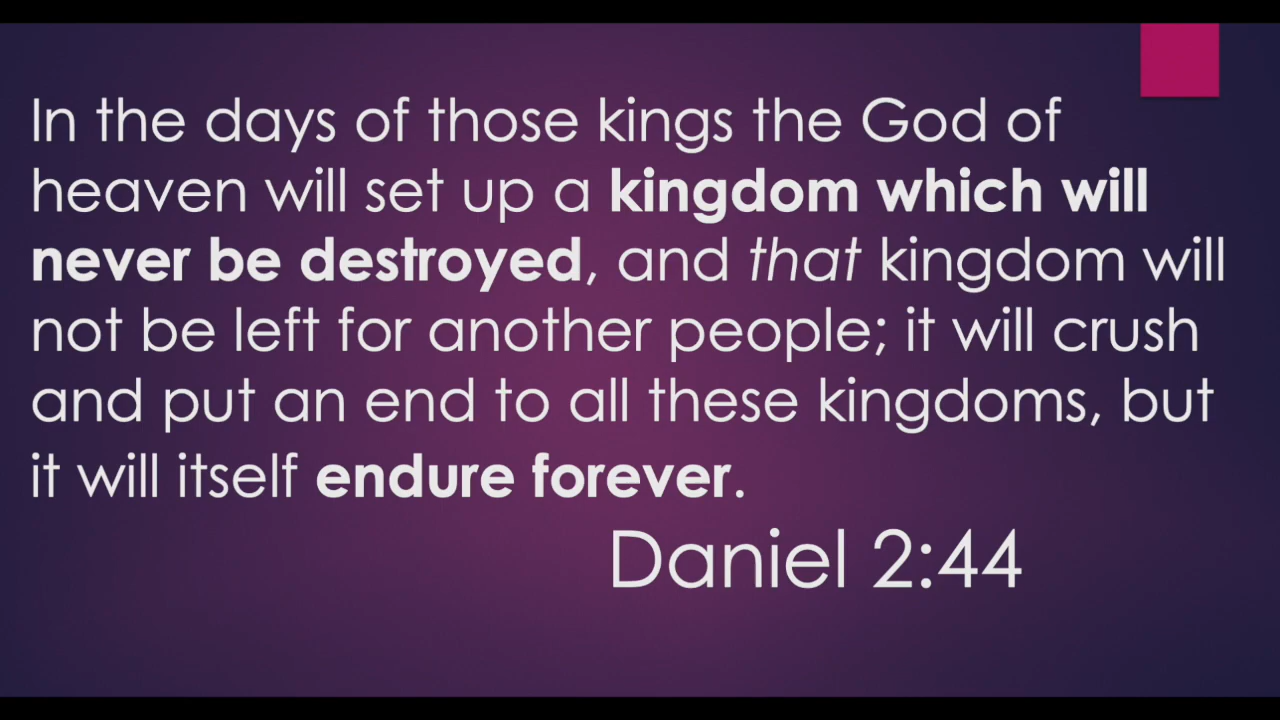 In the days of those kings the God of
heaven will set up a kingdom which will
never be destroyed, and that kingdom will
not be left for another people; it will crush
and put an end to all these kingdoms, but
it will itself endure forever.
Daniel 2:44